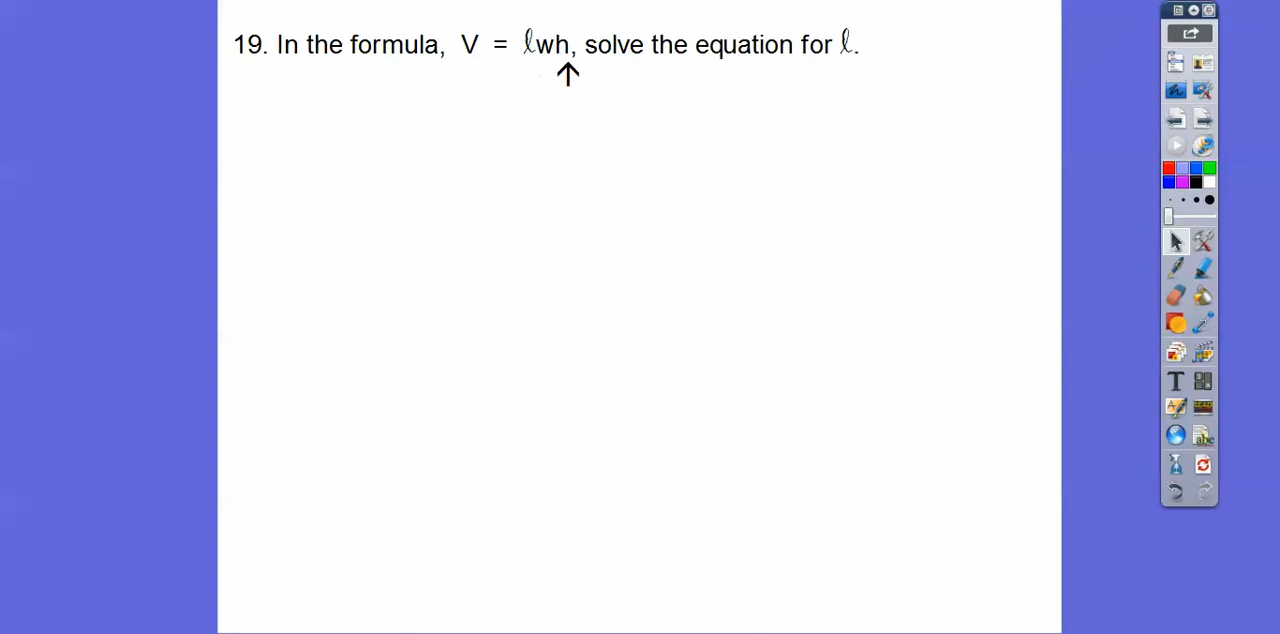 19. In the formula, V = ℓwh, solve the equation for ℓ.